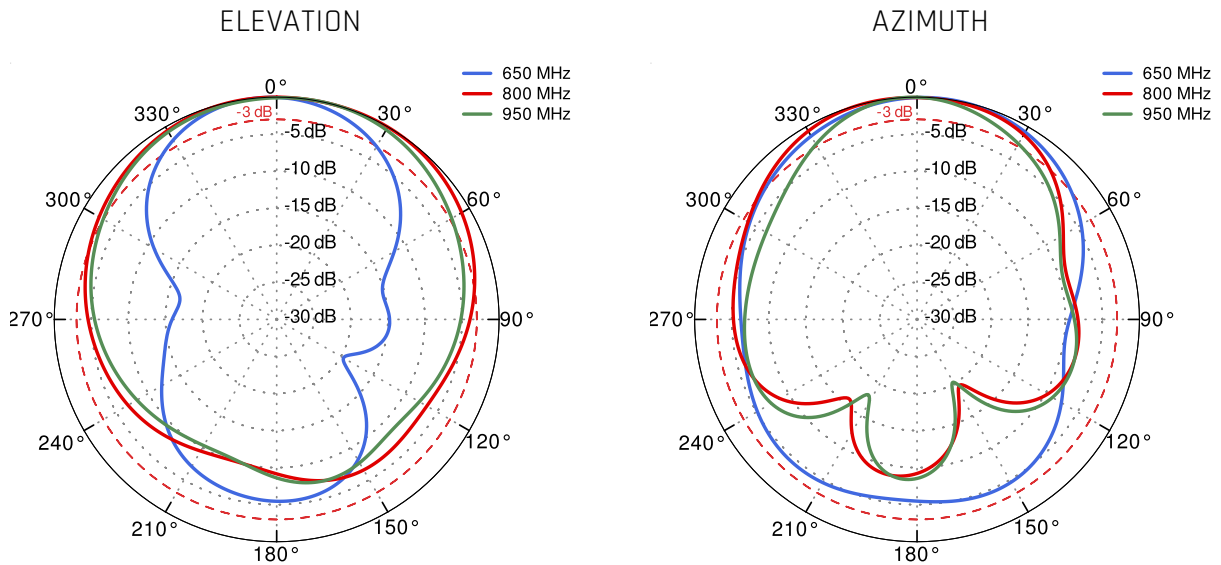 ELEVATION
650 MHz
800 MHz
950 MHz
0°
30°
60°
90°
120°
150°
180°
210°
240°
270°
300°
330°
-3 dB
-5 dB
-10 dB
-15 dB
-20 dB
-25 dB
-30 dB
AZIMUTH
650 MHz
800 MHz
950 MHz
0°
30°
60°
90°
120°
150°
180°
210°
240°
270°
300°
330°
-3 dB
-5 dB
-10 dB
-15 dB
-20 dB
-25 dB
-30 dB